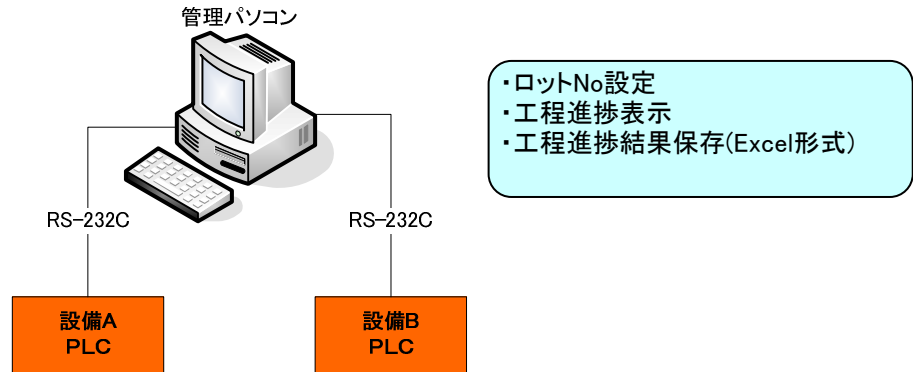 管理パソコン
・ロットNo設定
・工程進捗表示
・工程進捗結果保存(Excel形式)
RS-232C
RS-232C
設備A
PLC
設備B
PLC